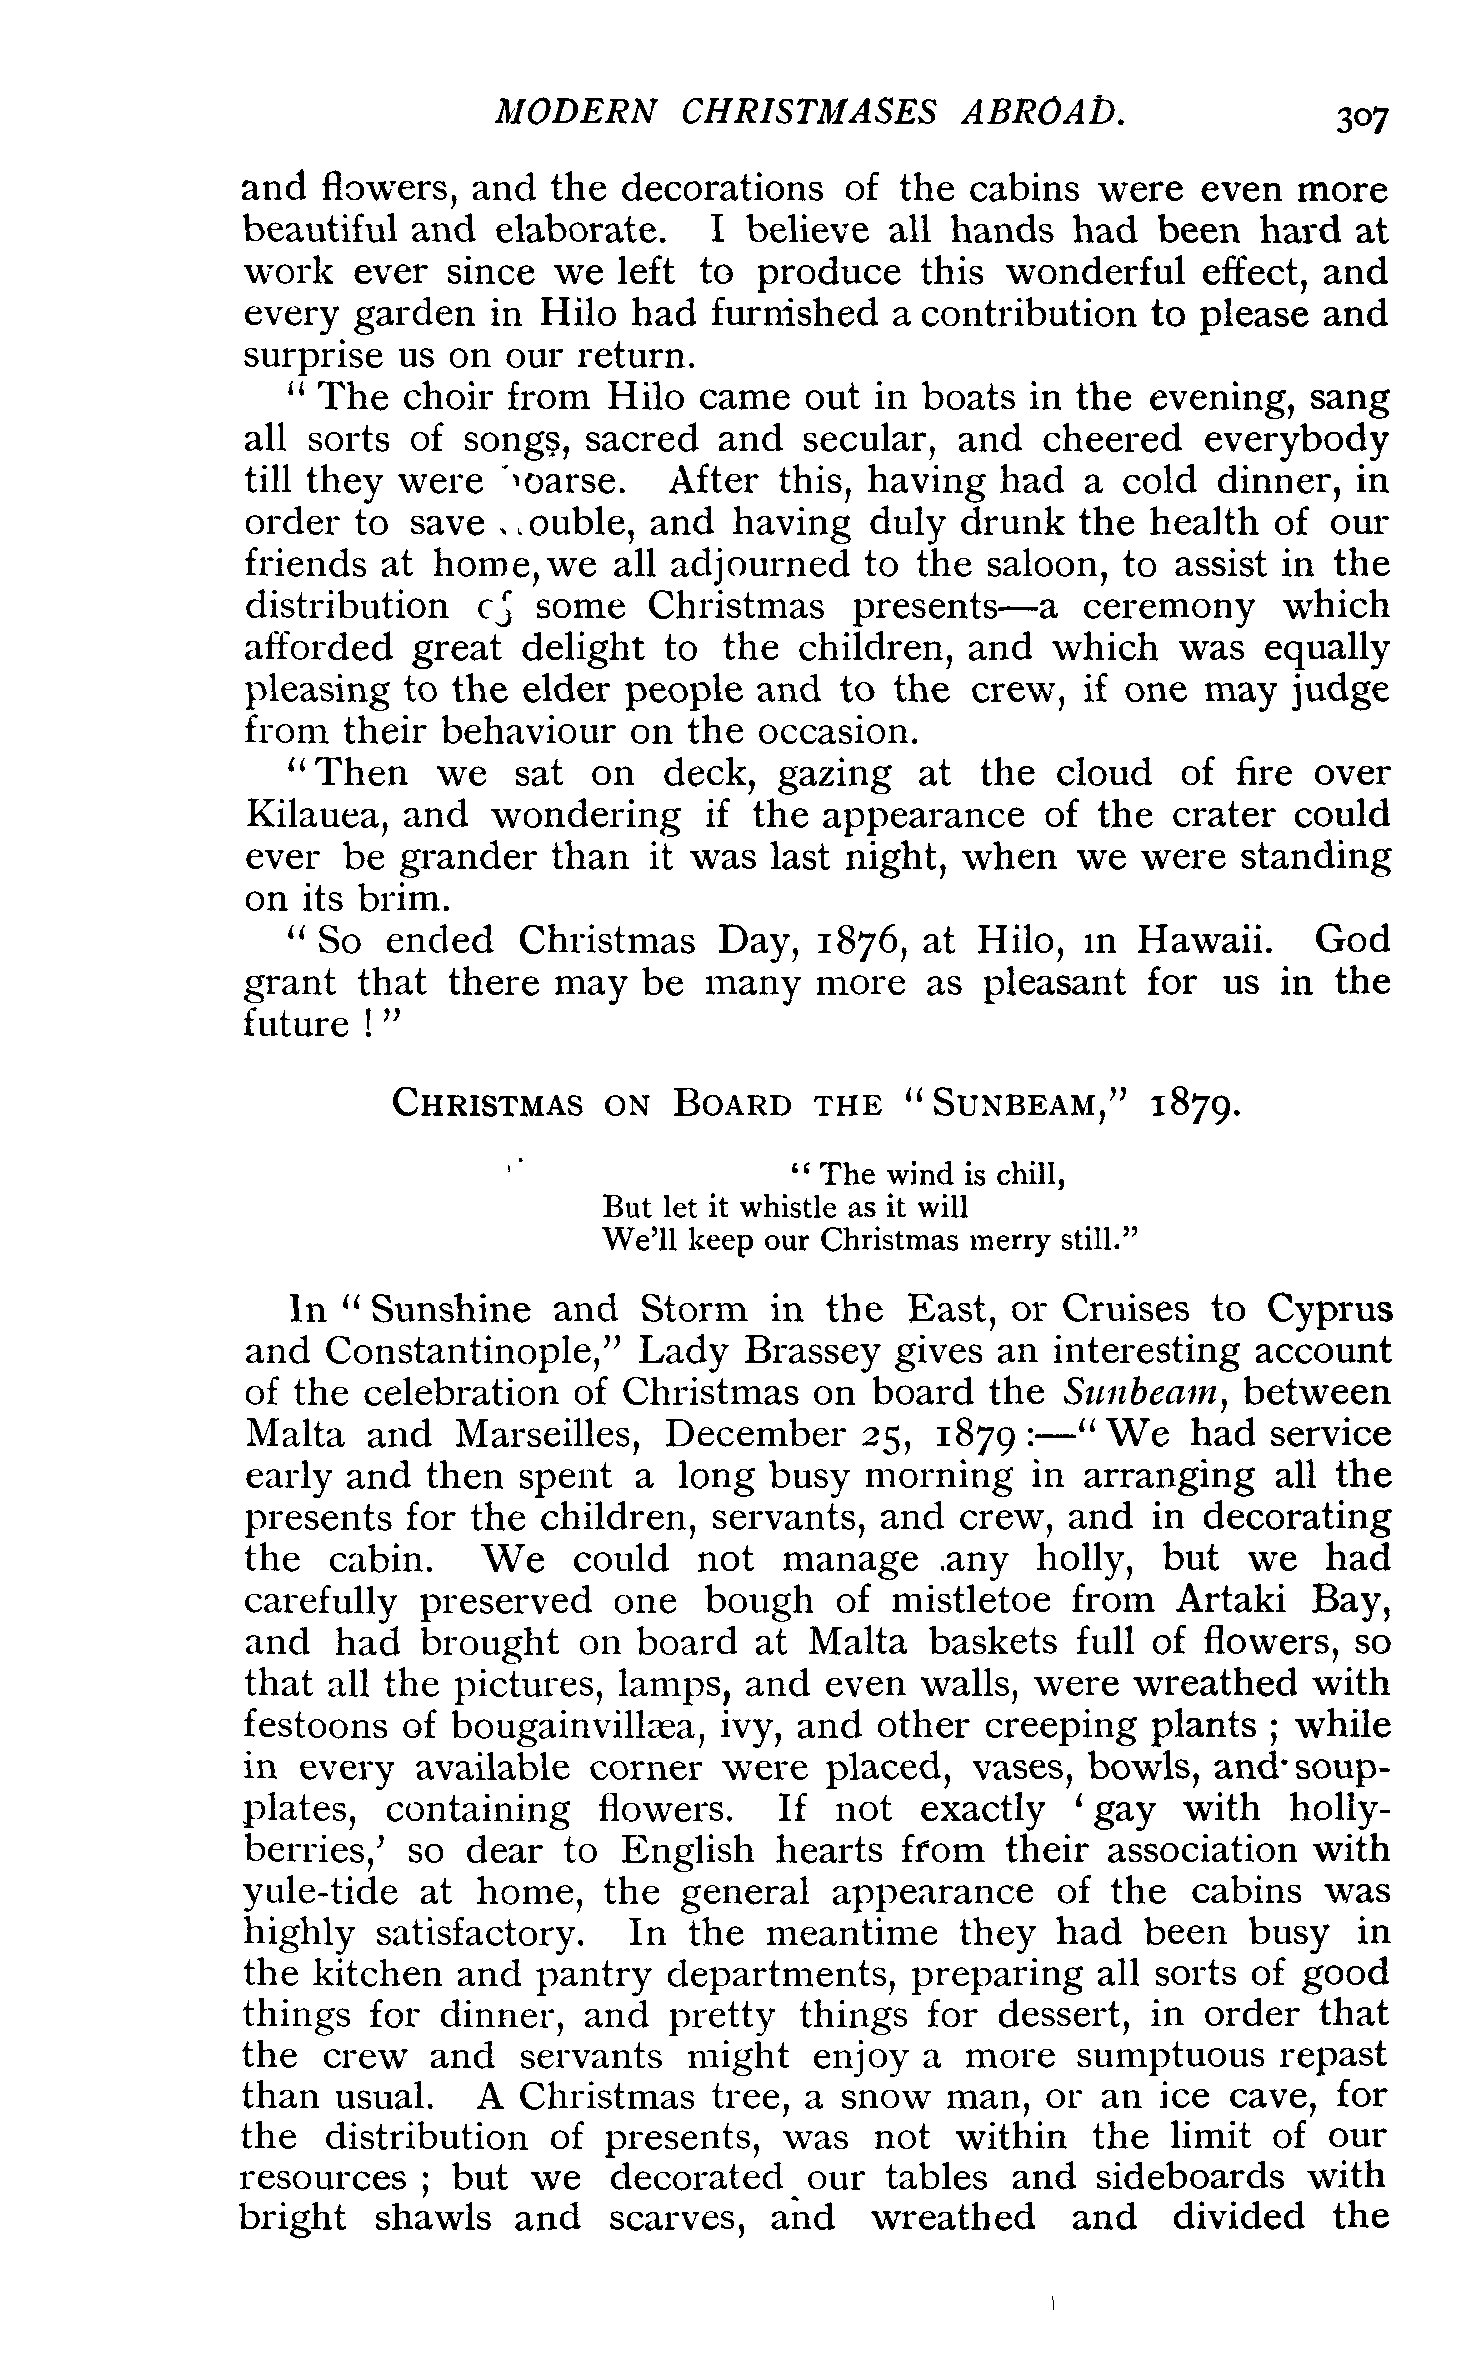 MODERN CHRISTMASES ABROAD. 307
and flowers, and the decorations of the cabins were even more
beautiful and elaborate. I believe all hands had been hard at
work ever since we left to produce this wonderful effect, and
every garden in Hilo had furnished a contribution to please and
surprise us on our return.
" The choir from Hilo came out in boats in the evening, sang
all sorts of songs, sacred and secular, and cheered everybody
till they were hoarse. After this, having had a cold dinner, in
order to save trouble, and having duly drunk the health of our
friends at home, we all adjourned to the saloon, to assist in the
distribution of some Christmas presents—a ceremony which
afforded great delight to the children, and which was equally
pleasing to the elder people and to the crew, if one may judge
from their behaviour on the occasion.
" Then we sat on deck, gazing at the cloud of fire over
Kilauea, and wondering if the appearance of the crater could
ever be grander than it was last night, when we were standing
on its brim.
" So ended Christmas Day, 1876, at Hilo, in Hawaii. God
grant that there may be many more as pleasant for us in the
future ! "
CHRISTMAS ON BOARD THE " SUNBEAM," 1879.
" The wind is chill,
But let it whistle as it will
We'll keep our Christmas merry still."
In " Sunshine and Storm in the East, or Cruises to Cyprus
and Constantinople," Lady Brassey gives an interesting account
of the celebration of Christmas on board the Sunbeam, between
Malta and Marseilles, December 25, 1879 :—" We had service
early and then spent a long busy morning in arranging all the
presents for the children, servants, and crew, and in decorating
the cabin. We could not manage any holly, but we had
carefully preserved one bough of mistletoe from Artaki Bay,
and had brought on board at Malta baskets full of flowers, so
that all the pictures, lamps, and even walls, were wreathed with
festoons of bougainvillæa, ivy, and other creeping plants ; while
in every available corner were placed, vases, bowls, and soup-
plates, containing flowers. If not exactly ' gay with holly-
berries,' so dear to English hearts from their association with
yule-tide at home, the general appearance of the cabins was
highly satisfactory. In the meantime they had been busy in
the kitchen and pantry departments, preparing all sorts of good
things for dinner, and pretty things for dessert, in order that
the crew and servants might enjoy a more sumptuous repast
than usual. A Christmas tree, a snow man, or an ice cave, for
the distribution of presents, was not within the limit of our
resources ; but we decorated our tables and sideboards with
bright shawls and scarves, and wreathed and divided the